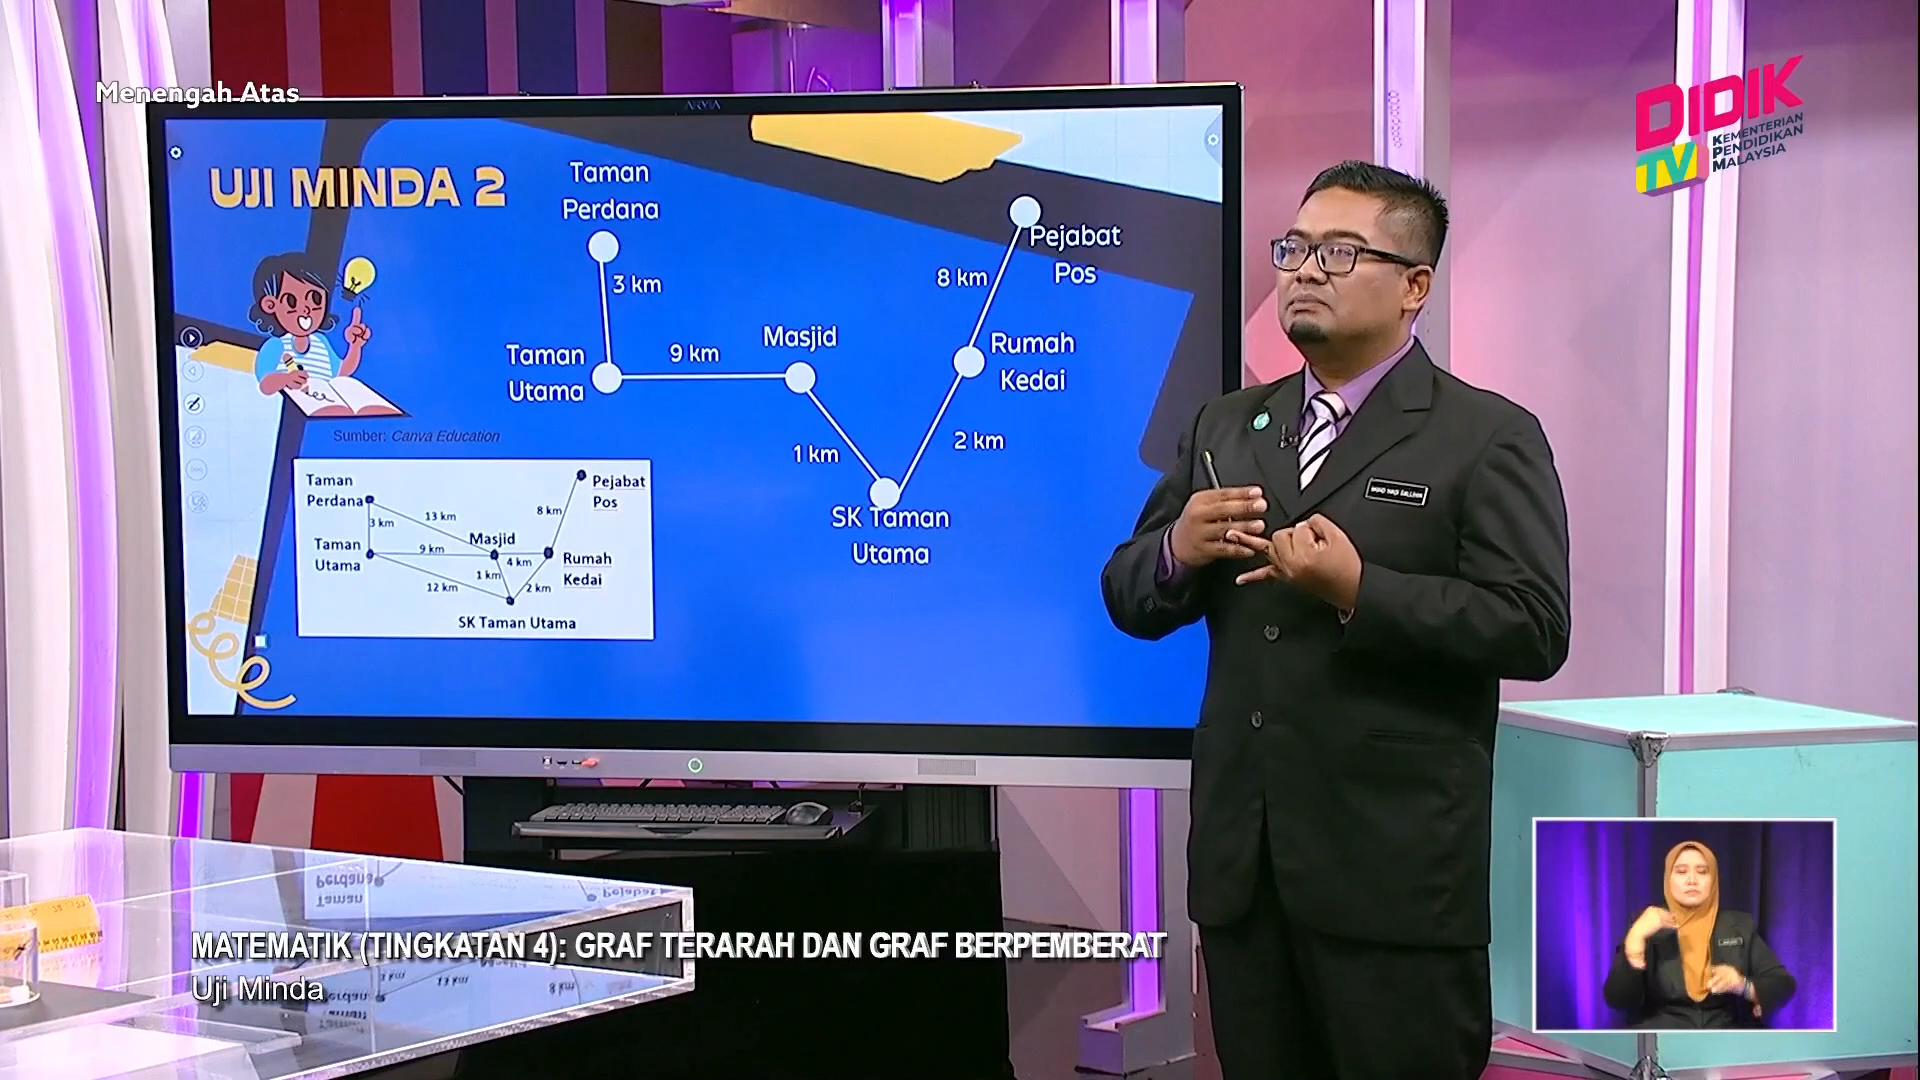 Menengah Atas
DIDIK
TV
KEMENTERIAN
PENDIDIKAN
MALAYSIA
ARVIA
UJI MINDA 2
Taman
Perdana
3 km
Taman
Utama
9 km
Masjid
1 km
SK Taman
Utama
2 km
Rumah
Kedai
8 km
Pejabat
Pos
Sumber: Canva Education
Taman
Perdana
3 km
13 km
Taman
Utama
9 km
12 km
Masjid
4 km
1 km
2 km
8 km
Pejabat
Pos
Rumah
Kedai
SK Taman Utama
MATEMATIK (TINGKATAN 4): GRAF TERARAH DAN GRAF BERPEMBERAT
Uji Minda